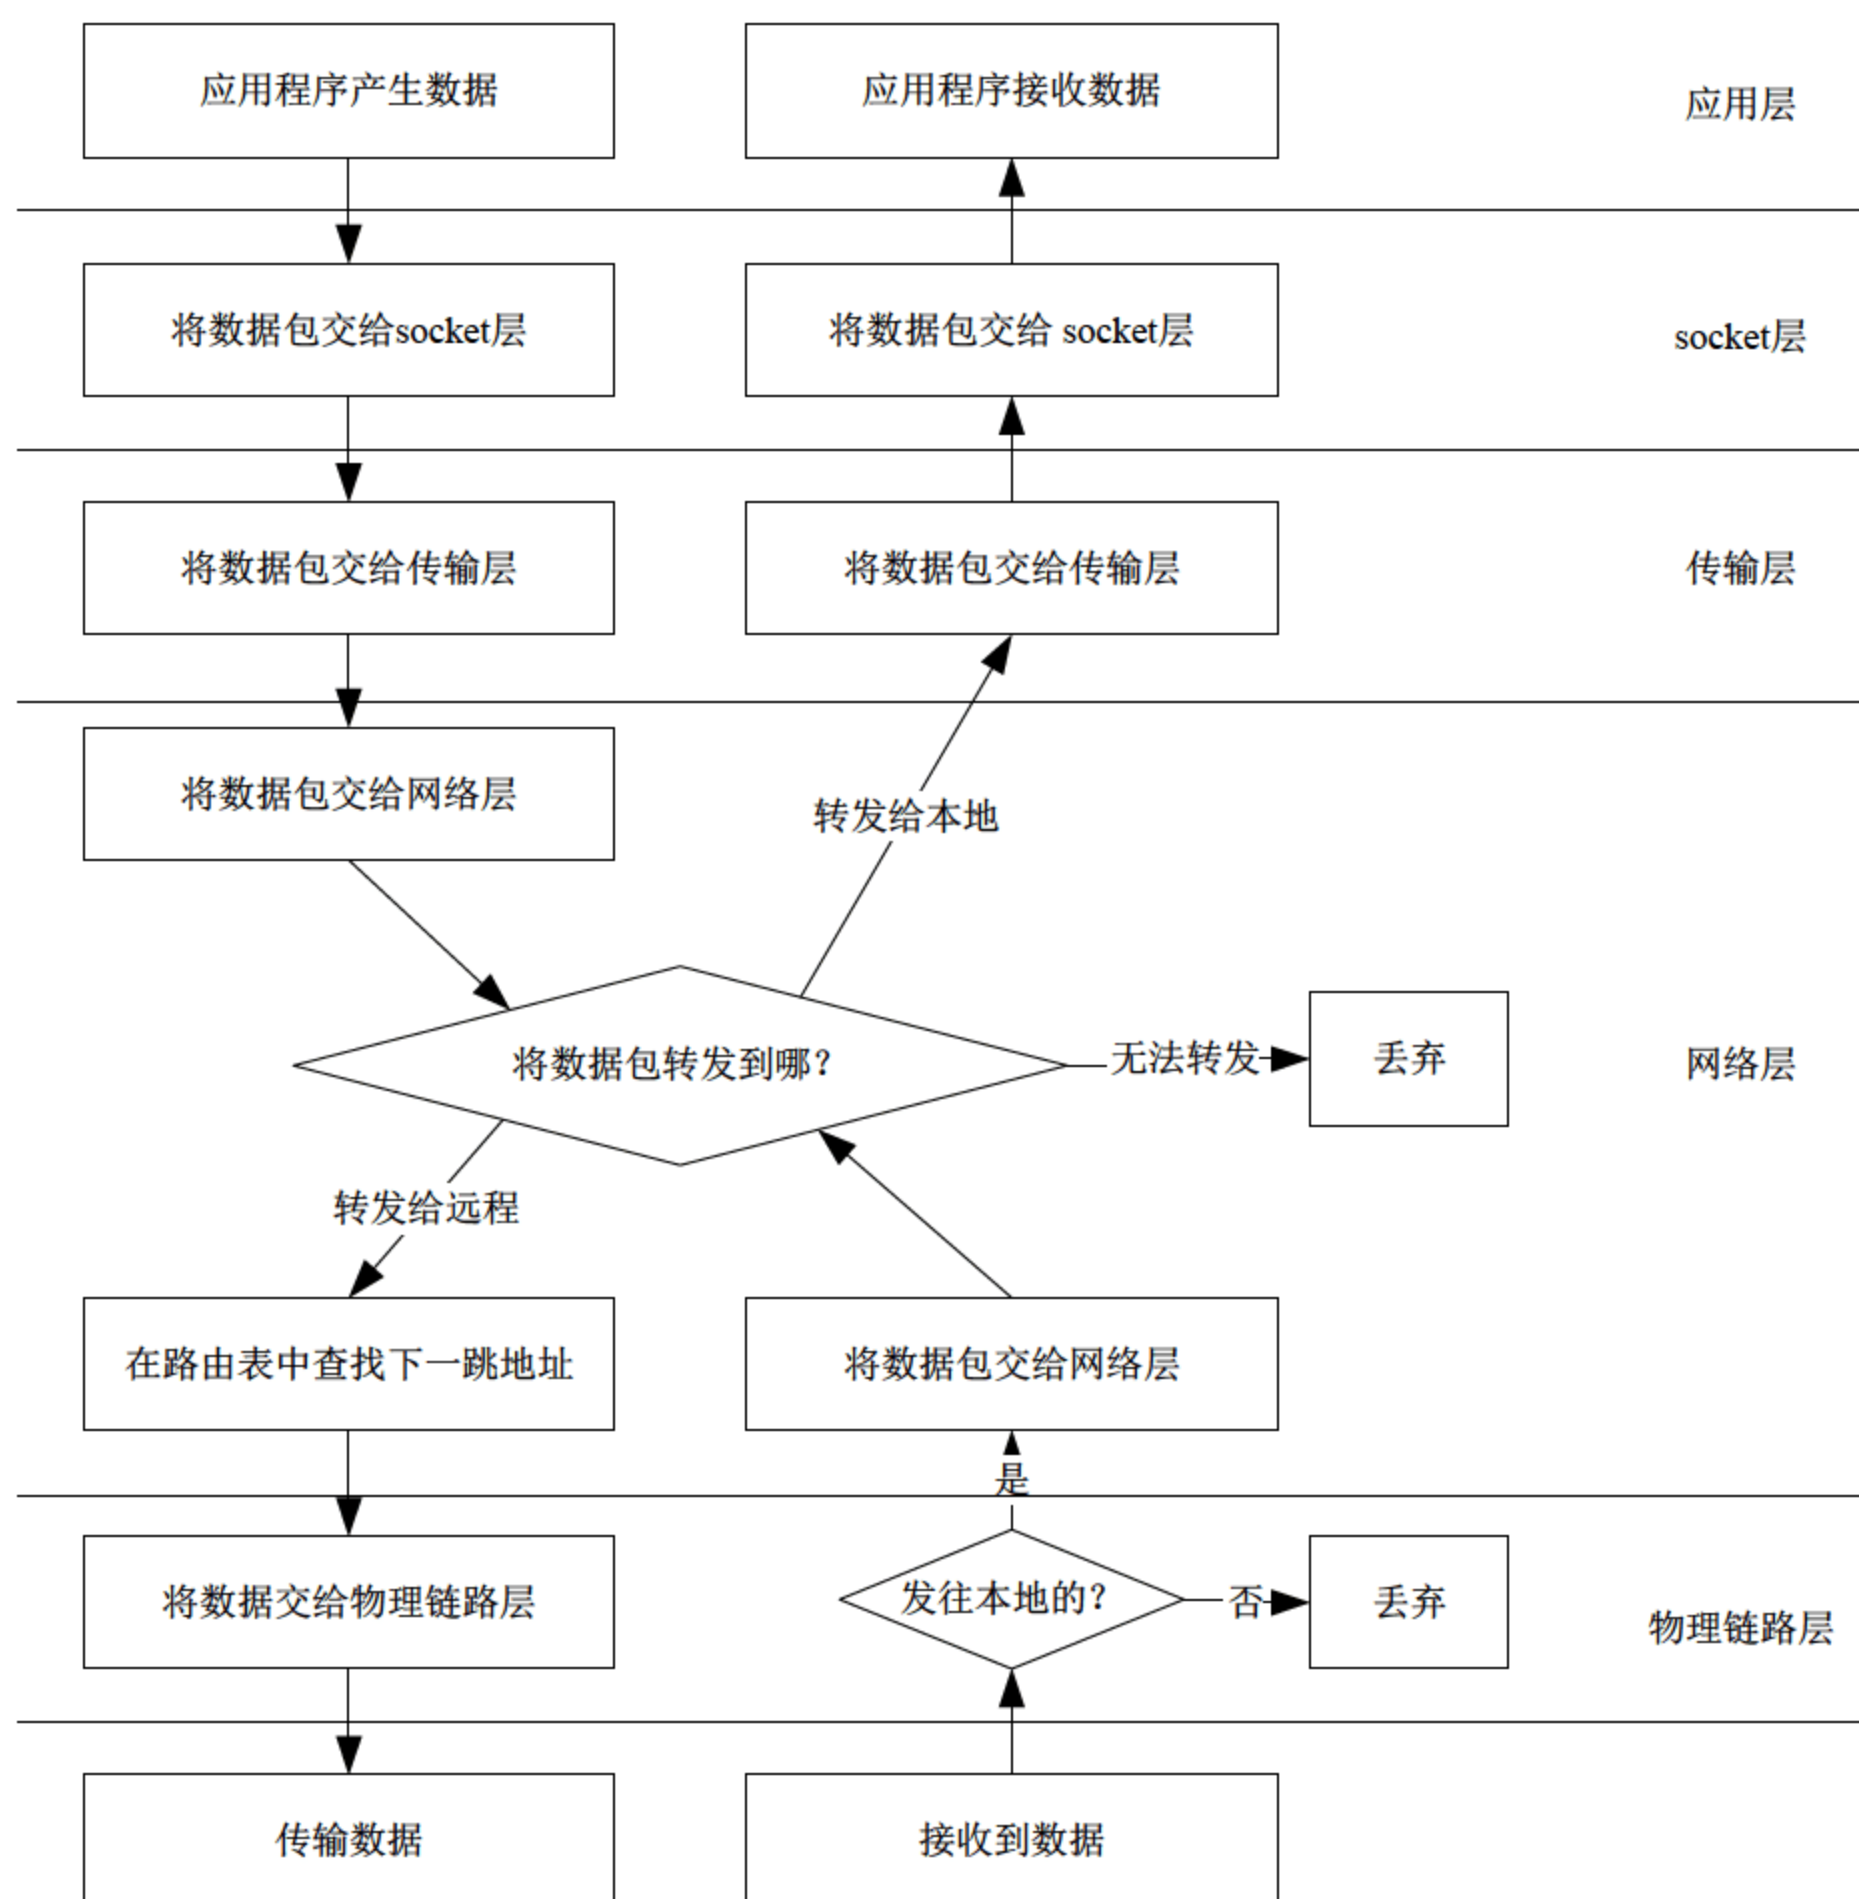 应用程序产生数据
应用程序接收数据
应用层
将数据包交给socket层
将数据包交给 socket层
socket层
将数据包交给传输层
将数据包交给传输层
传输层
将数据包交给网络层
转发给本地
将数据包转发到哪？
无法转发
丢弃
网络层
转发给远程
在路由表中查找下一跳地址
将数据包交给网络层
是
将数据交给物理链路层
发往本地的？
否
丢弃
物理链路层
传输数据
接收到数据